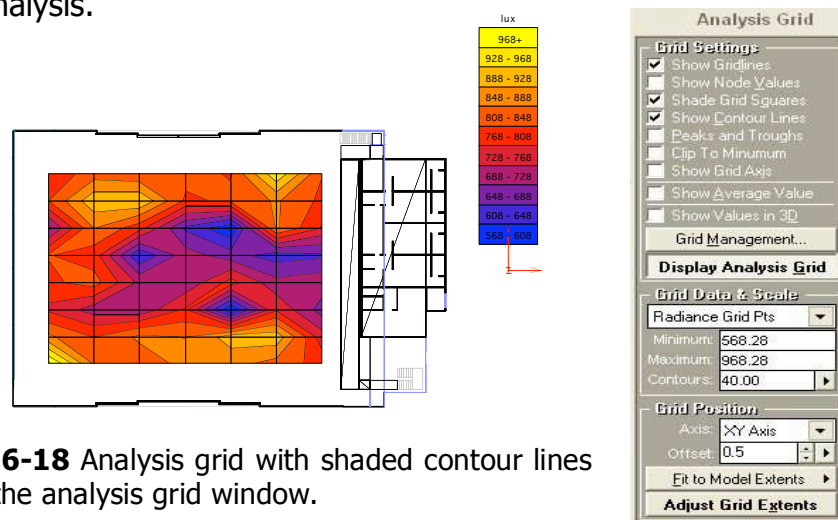 nalysis.
lux
968+
928 - 968
888 - 928
848 - 888
808 - 848
768 - 808
728 - 768
688 - 728
648 - 688
608 - 648
568 - 608
6-18 Analysis grid with shaded contour lines
the analysis grid window.
Analysis Grid
Grid Settings
Show Gridlines
Show Node Values
Shade Grid Squares
Show Contour Lines
Peaks and Troughs
Clip To Minumum
Show Grid Axis
Show Average Value
Show Values in 3D
Grid Management...
Display Analysis Grid
Grid Data & Scale
Radiance Grid Pts
Minimum: 568.28
Maximum: 968.28
Contours: 40.00
Grid Position
Axis: XY Axis
Offset: 0.5
Fit to Model Extents
Adjust Grid Extents